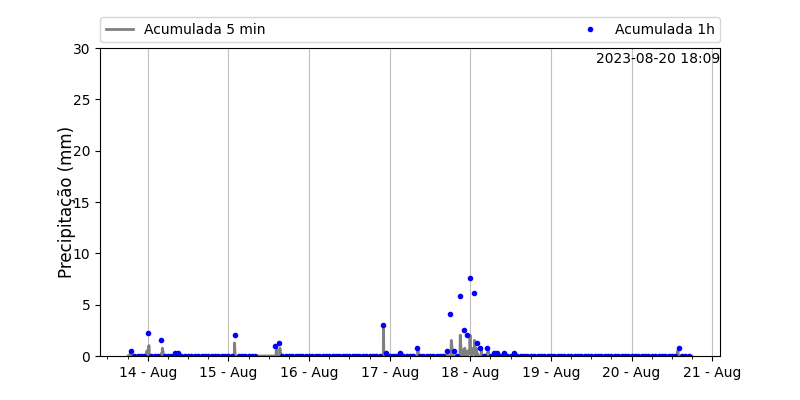 Acumulada 5 min
Acumulada 1h
2023-08-20 18:09
Precipitação (mm)
30
25
20
15
10
5
0
14 - Aug
15 - Aug
16 - Aug
17 - Aug
18 - Aug
19 - Aug
20 - Aug
21 - Aug